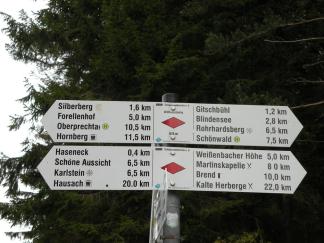 Silberberg 1,6 km
Forellenhof 5,0 km
Oberprechtal 10,5 km
Hornberg 11,5 km
Gitschbühl 1,2 km
Blindensee 2,8 km
Rohrhardsberg 6,5 km
Schönwald 7,5 km
Haseneck 0,4 km
Schöne Aussicht 6,5 km
Karlstein 6,5 km
Hausach 20.0 km
Weißenbacher Höhe 5,0 km
Martinskapelle 8 0 km
Brend 10,0 km
Kalte Herberge 22,0 km